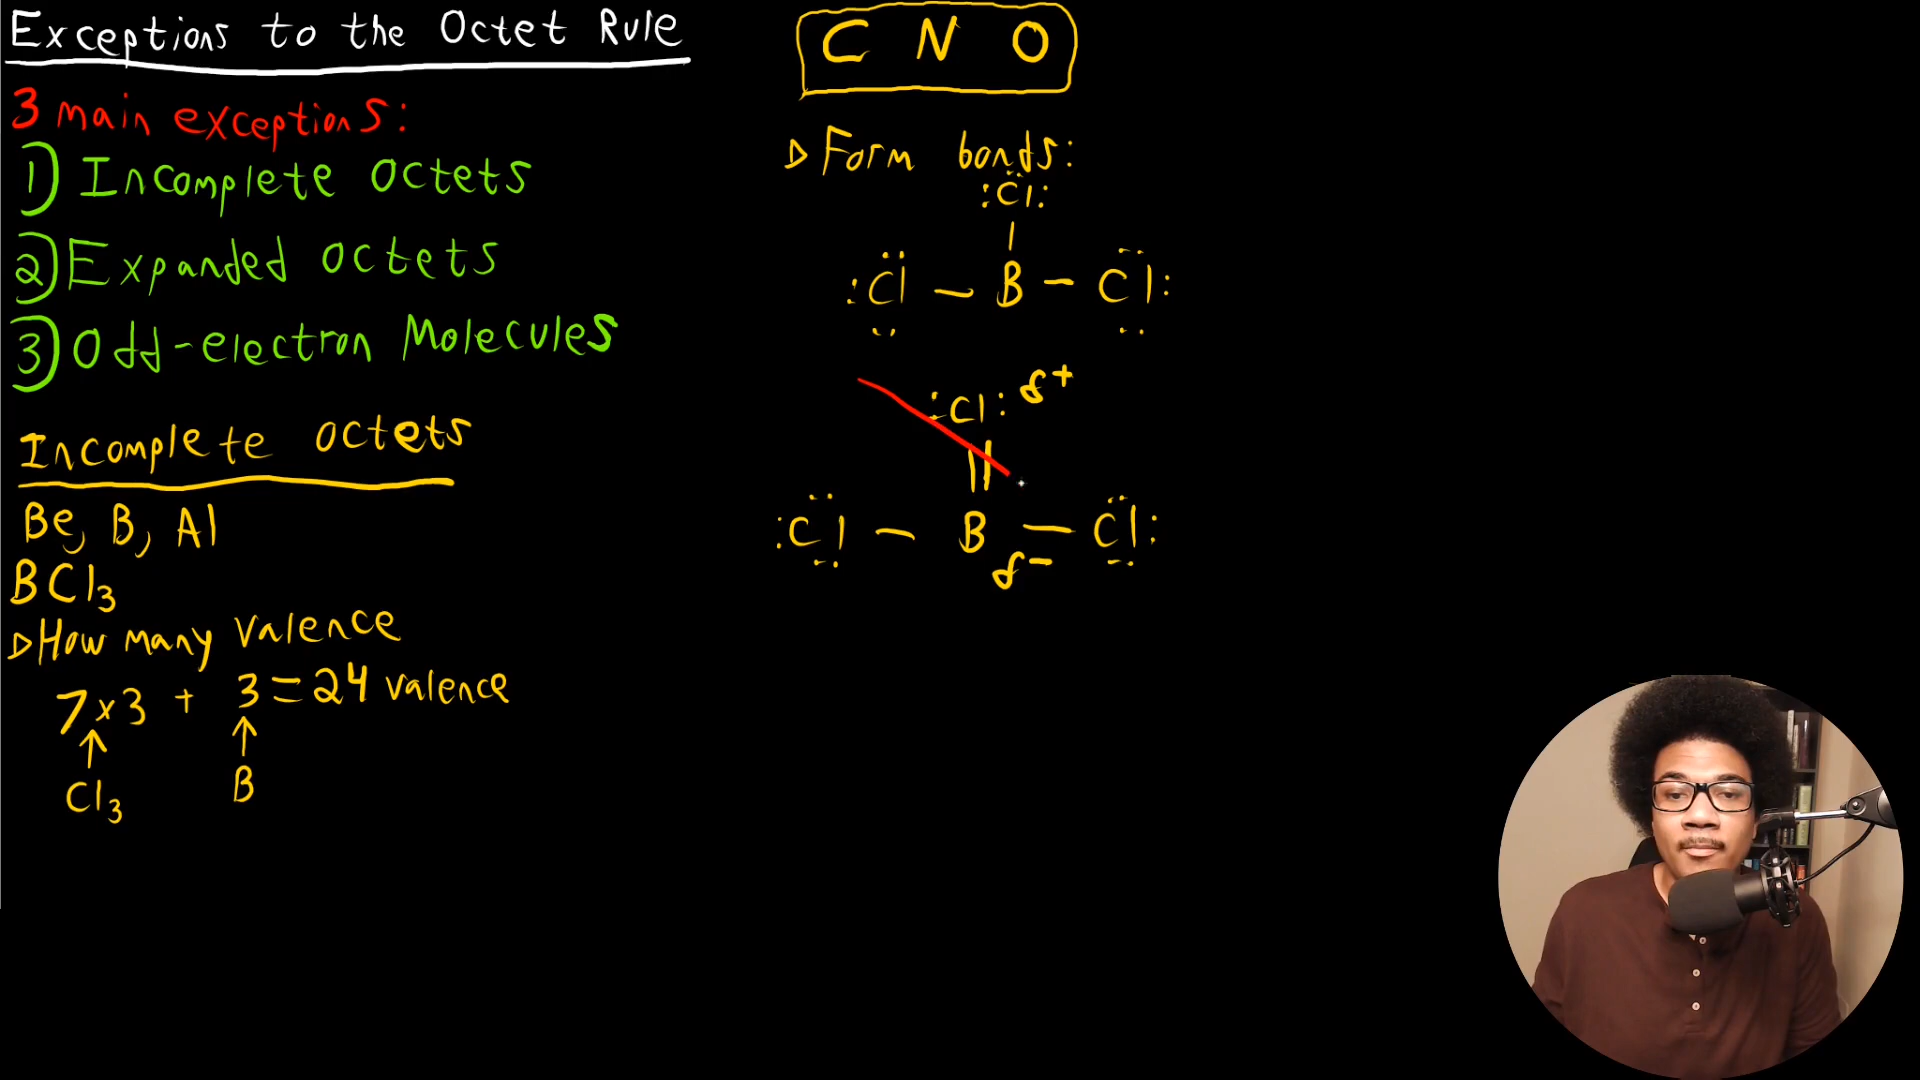 Exceptions to the Octet Rule
3 main exceptions:
1) Incomplete octets
2) Expanded octets
3) Odd-electron Molecules
Incomplete octets
Be, B, Al
BCl₃
▷How many valence
7x3 + 3 = 24 valence
↑ ↑
Cl₃ B
C N O
▷Form bonds:
:Cl:
|
:Cl — B — Cl:
:Cl: δ+
||
:Cl — B — Cl:
δ−